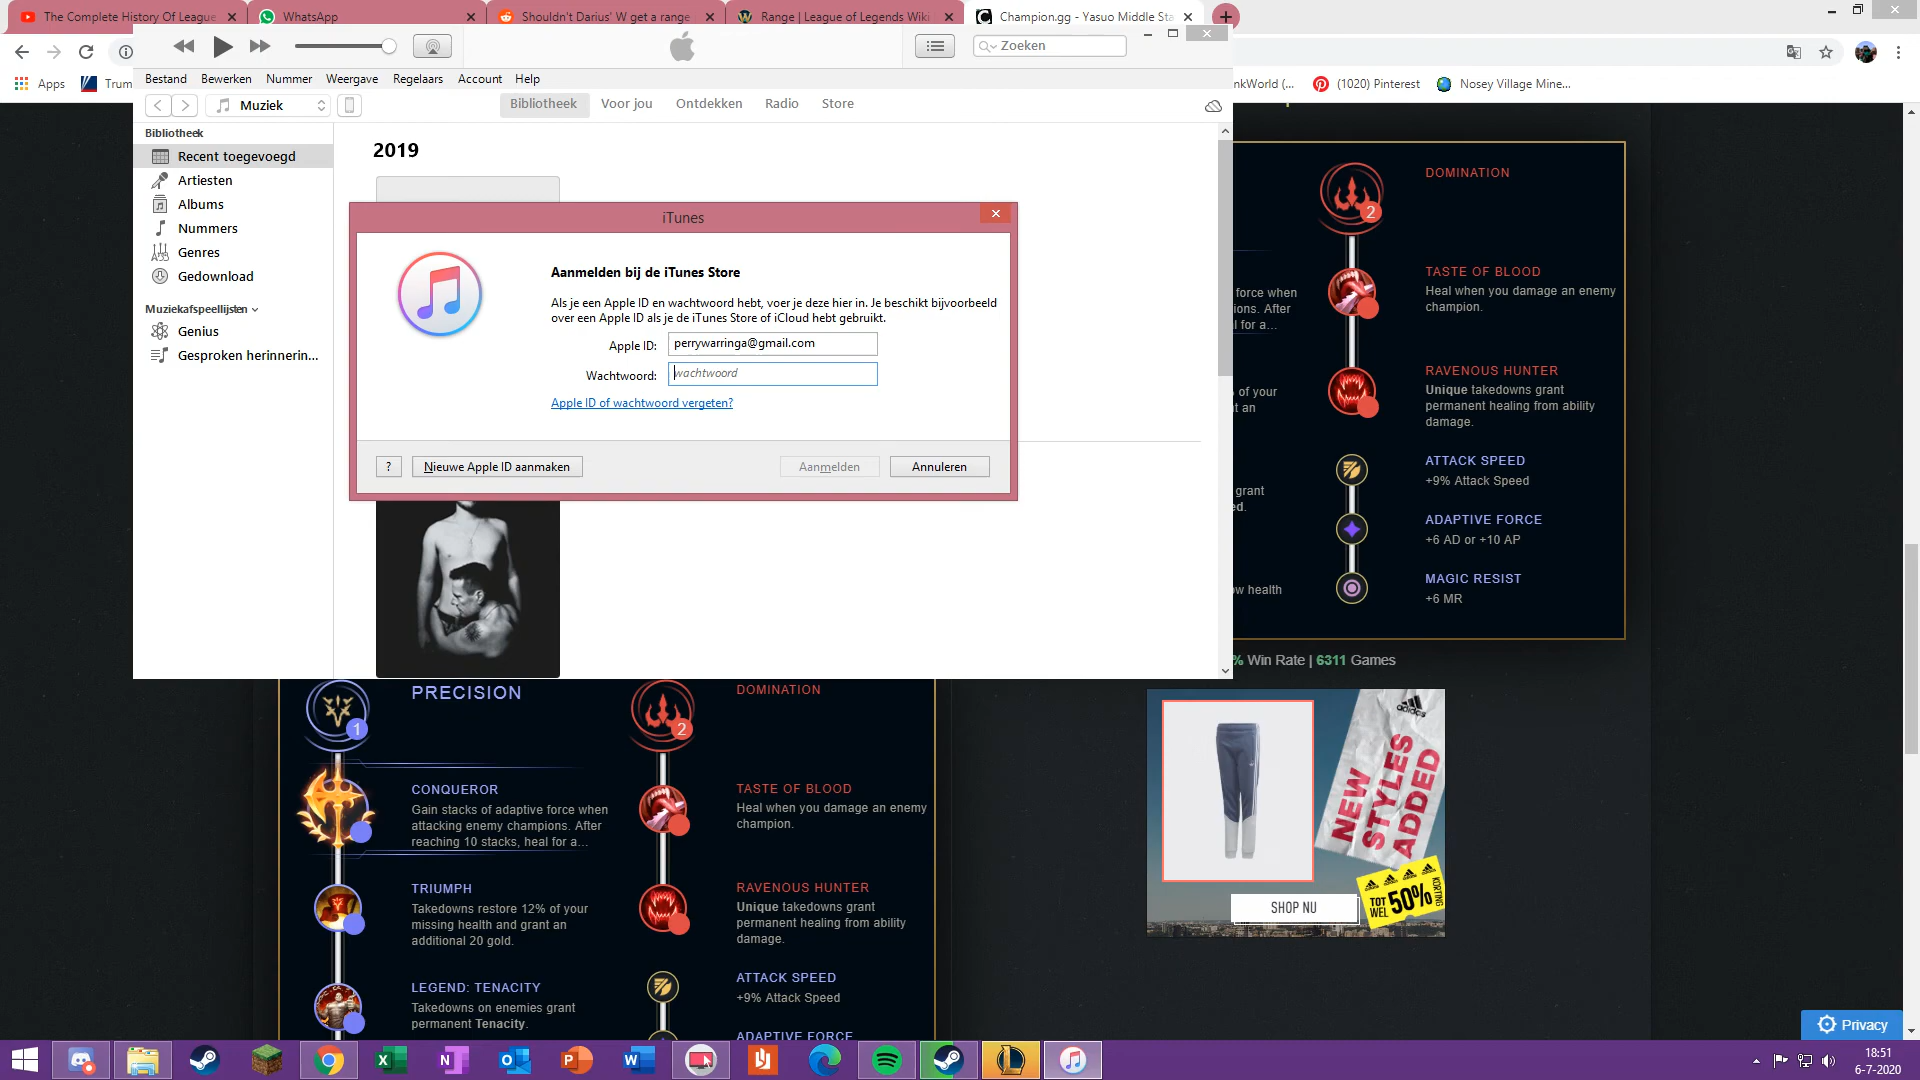 The Complete History Of League
WhatsApp
Shouldn't Darius' W get a range
Range | League of Legends Wiki
Champion.gg - Yasuo Middle Sta
Zoeken
Bestand Bewerken Nummer Weergave Regelaars Account Help
Apps
Trum
nkWorld (...
(1020) Pinterest
Nosey Village Mine...
Muziek
Bibliotheek Voor jou Ontdekken Radio Store
Bibliotheek
Recent toegevoegd
Artiesten
Albums
Nummers
Genres
Gedownload
Muziekafspeellijsten
Genius
Gesproken herinnerin...
2019
iTunes
Aanmelden bij de iTunes Store
Als je een Apple ID en wachtwoord hebt, voer je deze hier in. Je beschikt bijvoorbeeld
over een Apple ID als je de iTunes Store of iCloud hebt gebruikt.
Apple ID: perrywarringa@gmail.com
Wachtwoord: wachtwoord
Apple ID of wachtwoord vergeten?
?
Nieuwe Apple ID aanmaken
Aanmelden
Annuleren
force when
ions. After
l for a...
of your
t an
grant
ed.
ow health
2
DOMINATION
TASTE OF BLOOD
Heal when you damage an enemy
champion.
RAVENOUS HUNTER
Unique takedowns grant
permanent healing from ability
damage.
ATTACK SPEED
+9% Attack Speed
ADAPTIVE FORCE
+6 AD or +10 AP
MAGIC RESIST
+6 MR
% Win Rate | 6311 Games
1
PRECISION
CONQUEROR
Gain stacks of adaptive force when
attacking enemy champions. After
reaching 10 stacks, heal for a...
TRIUMPH
Takedowns restore 12% of your
missing health and grant an
additional 20 gold.
LEGEND: TENACITY
Takedowns on enemies grant
permanent Tenacity.
2
DOMINATION
TASTE OF BLOOD
Heal when you damage an enemy
champion.
RAVENOUS HUNTER
Unique takedowns grant
permanent healing from ability
damage.
ATTACK SPEED
+9% Attack Speed
ADAPTIVE FORCE
adidas
NEW
STYLES
ADDED
TOT
WEL 50%
KORTING
SHOP NU
Privacy
18:51
6-7-2020